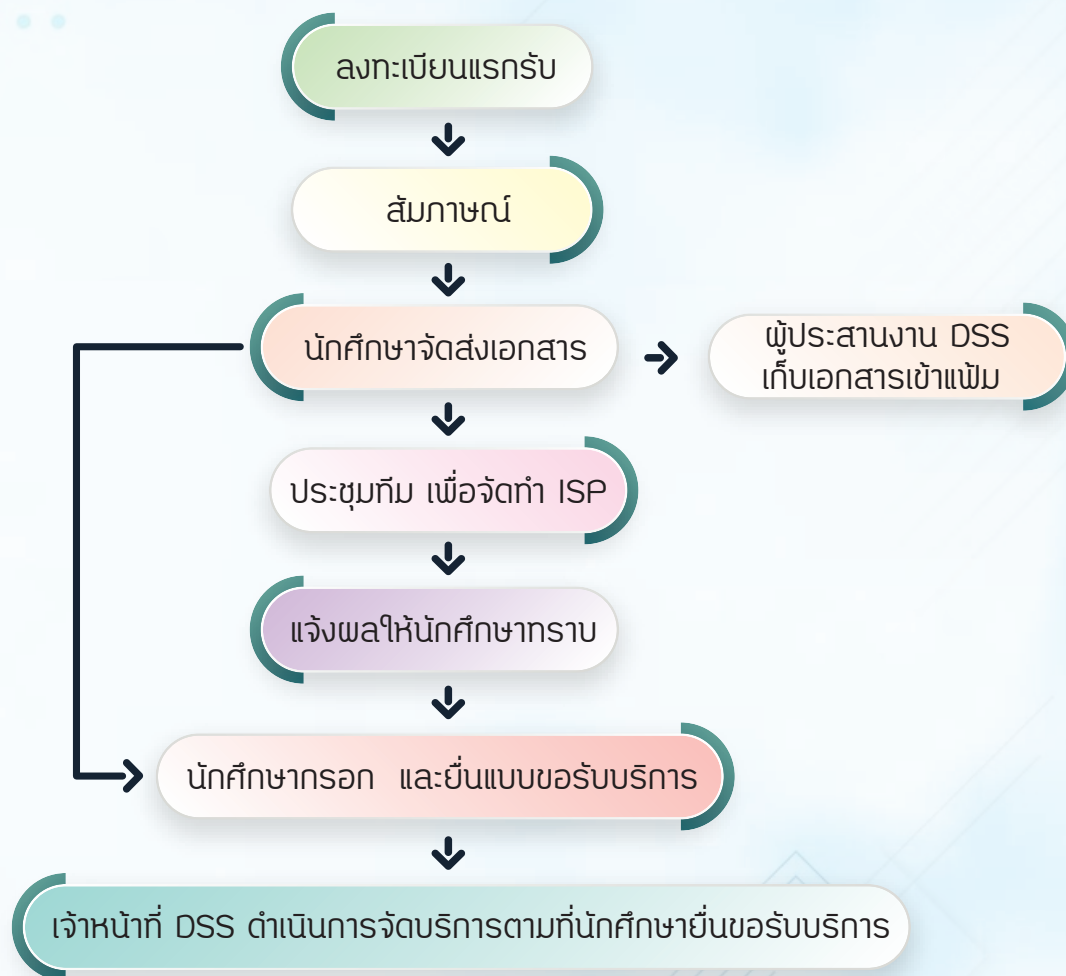 ลงทะเบียนแรกรับ
สัมภาษณ์
นักศึกษาจัดส่งเอกสาร
ผู้ประสานงาน DSS
เก็บเอกสารเข้าแฟ้ม
ประชุมทีม เพื่อจัดทำ ISP
แจ้งผลให้นักศึกษาทราบ
นักศึกษากรอก และยื่นแบบขอรับบริการ
เจ้าหน้าที่ DSS ดำเนินการจัดบริการตามที่นักศึกษายื่นขอรับบริการ